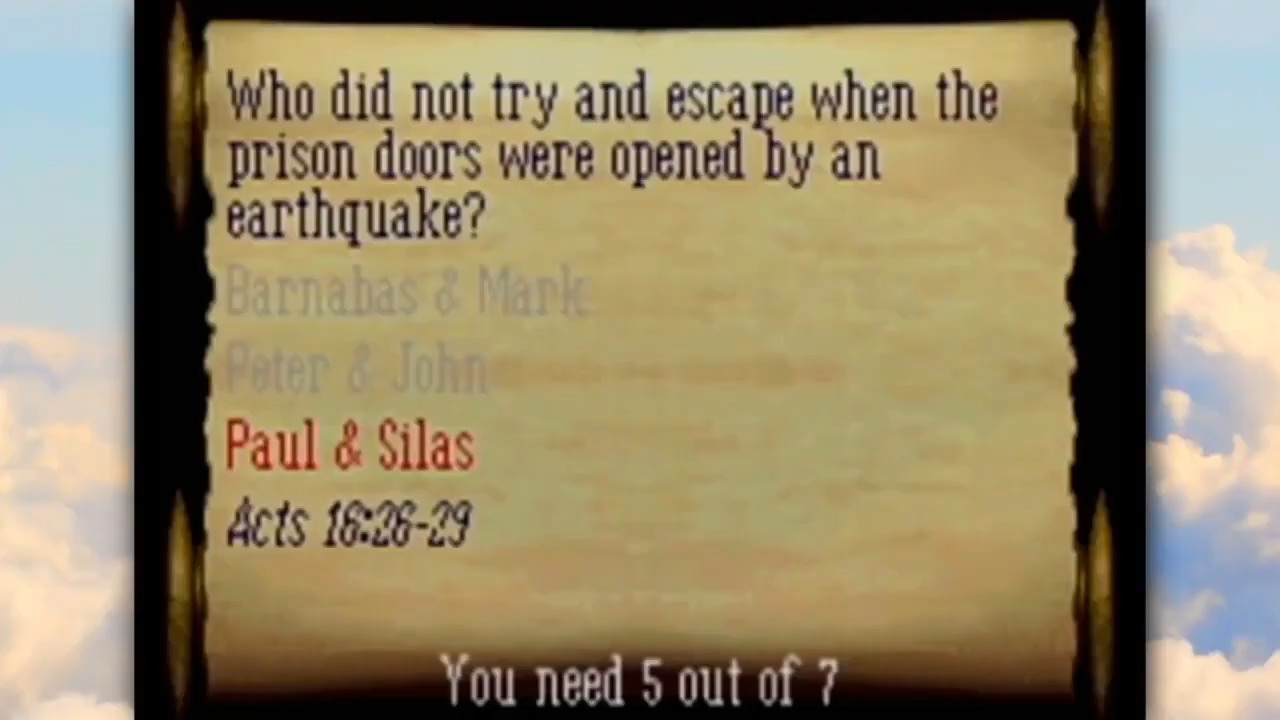 Who did not try and escape when the
prison doors were opened by an
earthquake?
Barnabas & Mark
Peter & John
Paul & Silas
Acts 16:26-29
You need 5 out of 7